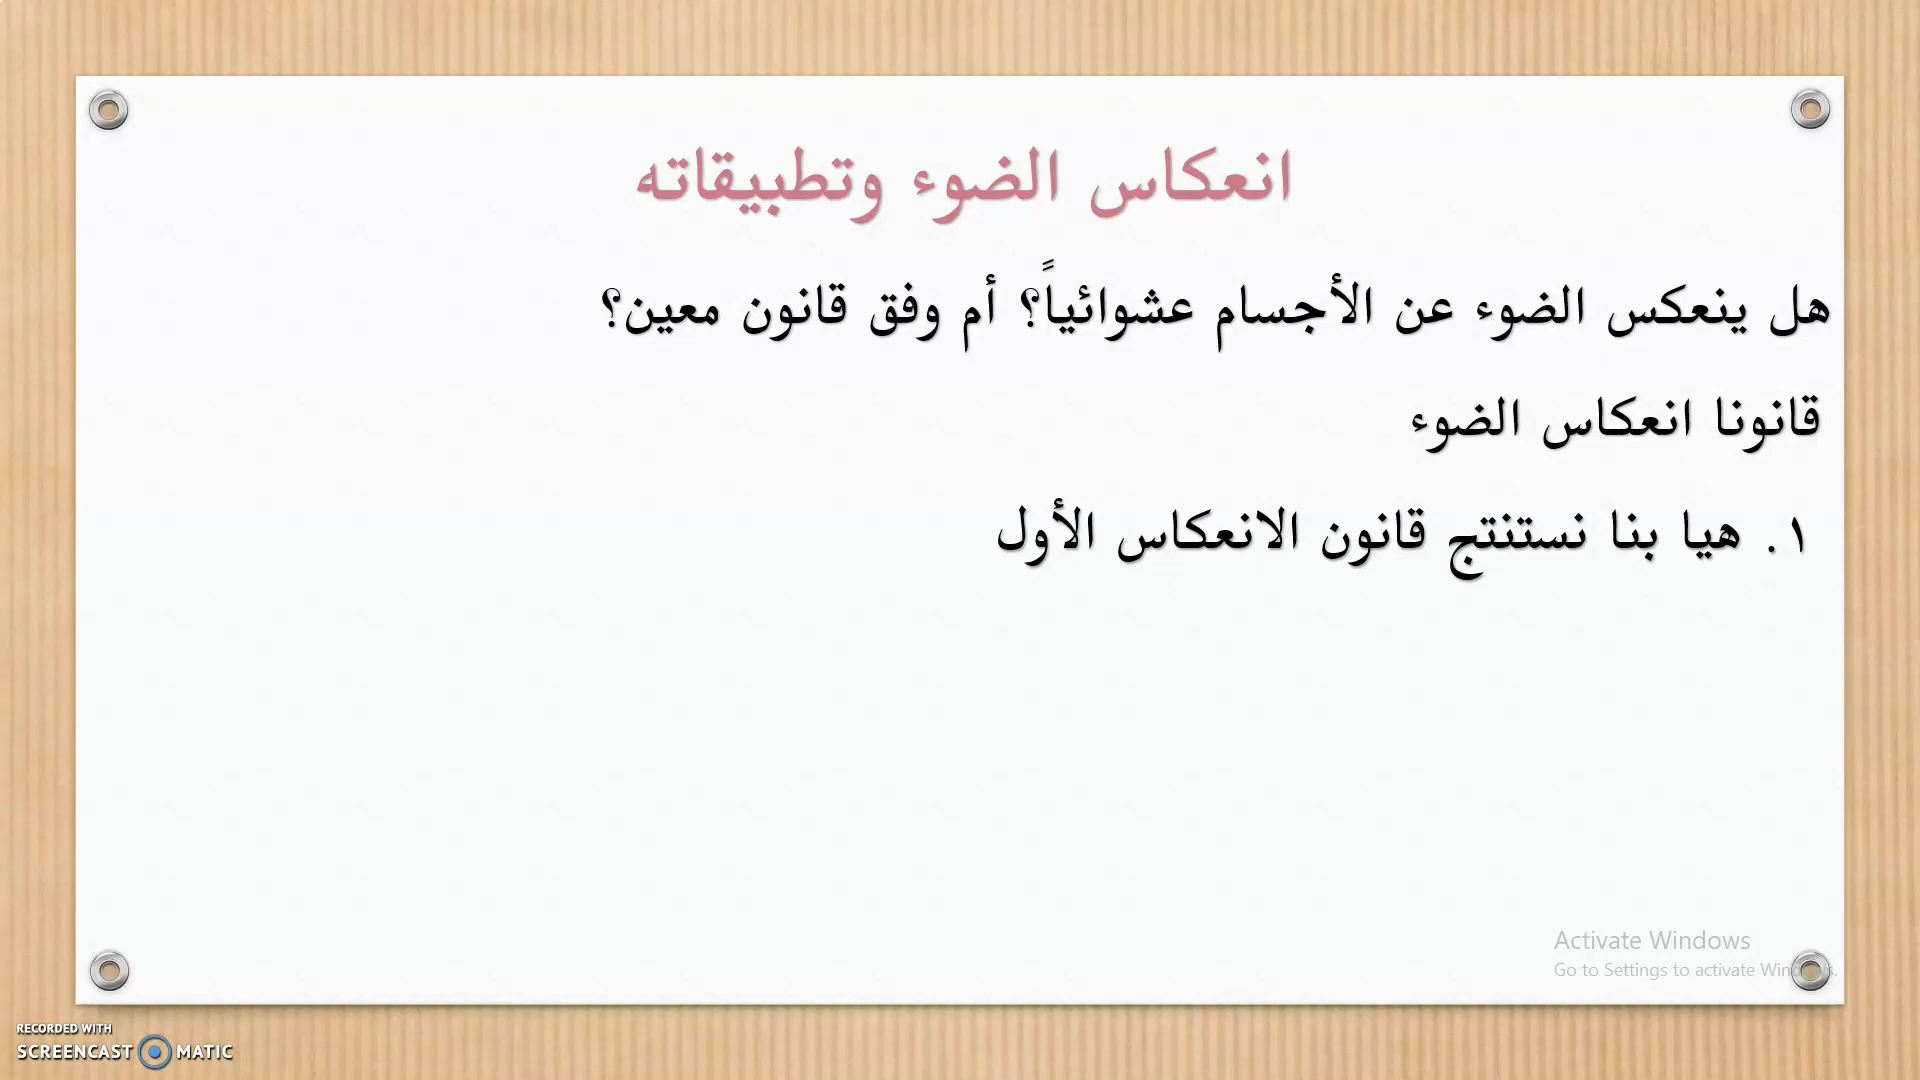 انعكاس الضوء وتطبيقاته
هل ينعكس الضوء عن الأجسام عشوائياً؟ أم وفق قانون معين؟
قانونا انعكاس الضوء
١. هيا بنا نستنتج قانون الانعكاس الأول
Activate Windows
Go to Settings to activate Windows.
RECORDED WITH
SCREENCAST MATIC